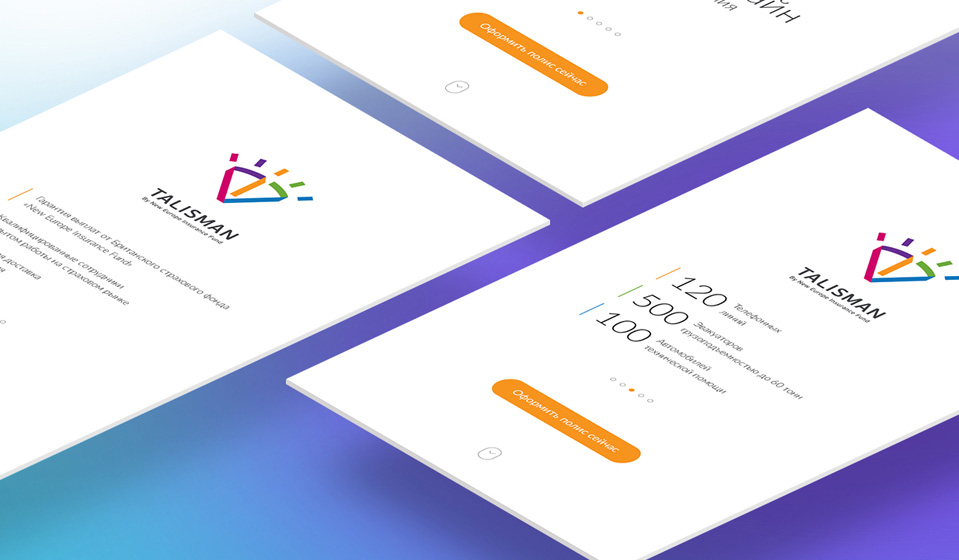 АЙН
Оформить полис сейчас
TALISMAN
By New Europe Insurance Fund
Гарантия выплат от Британского страхового фонда
«New Europe Insurance Fund»
Квалифицированные сотрудники
опытом работы на страховом рынке
доставка
TALISMAN
By New Europe Insurance Fund
120 Телефонных
линий
500 Эвакуаторов
грузоподъемностью до 60 тонн
100 Автомобилей
технической помощи
Оформить полис сейчас